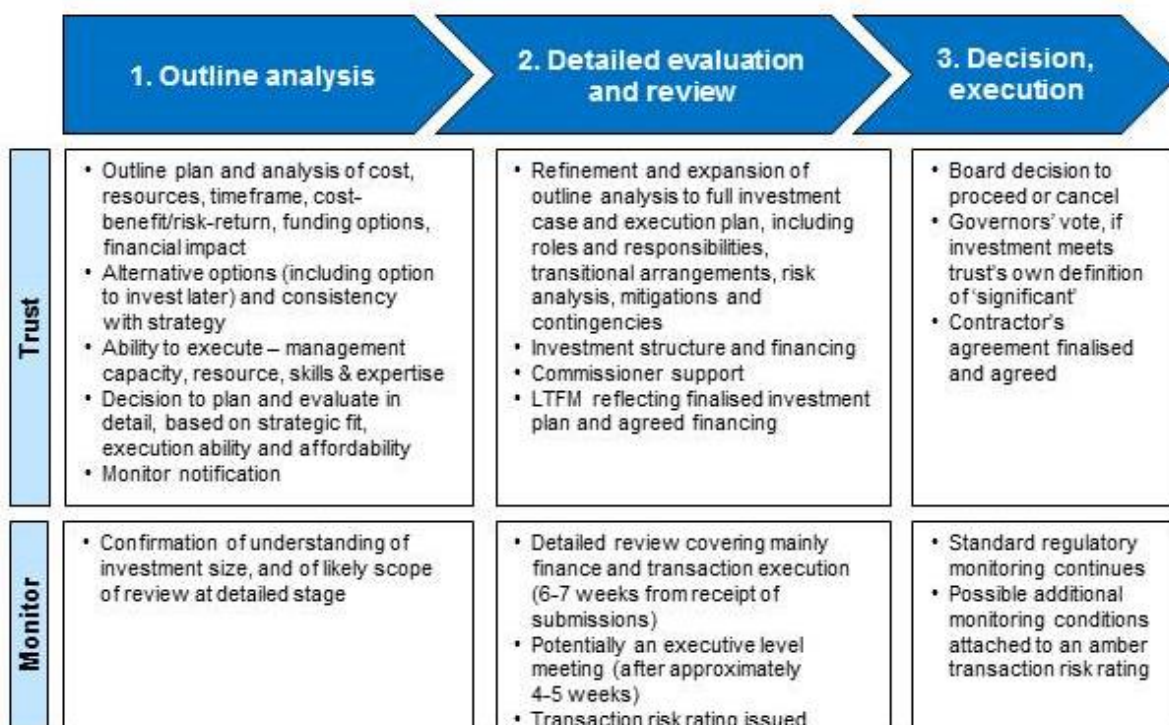 1. Outline analysis
2. Detailed evaluation
and review
3. Decision,
execution
Trust
• Outline plan and analysis of cost,
resources, timeframe, cost-
benefit/risk-return, funding options,
financial impact
• Alternative options (including option
to invest later) and consistency
with strategy
• Ability to execute – management
capacity, resource, skills & expertise
• Decision to plan and evaluate in
detail, based on strategic fit,
execution ability and affordability
• Monitor notification
• Refinement and expansion of
outline analysis to full investment
case and execution plan, including
roles and responsibilities,
transitional arrangements, risk
analysis, mitigations and
contingencies
• Investment structure and financing
• Commissioner support
• LTFM reflecting finalised investment
plan and agreed financing
• Board decision to
proceed or cancel
• Governors' vote, if
investment meets
trust's own definition
of 'significant'
• Contractor's
agreement finalised
and agreed
Monitor
• Confirmation of understanding of
investment size, and of likely scope
of review at detailed stage
• Detailed review covering mainly
finance and transaction execution
(6-7 weeks from receipt of
submissions)
• Potentially an executive level
meeting (after approximately
4-5 weeks)
• Transaction risk rating issued
• Standard regulatory
monitoring continues
• Possible additional
monitoring conditions
attached to an amber
transaction risk rating